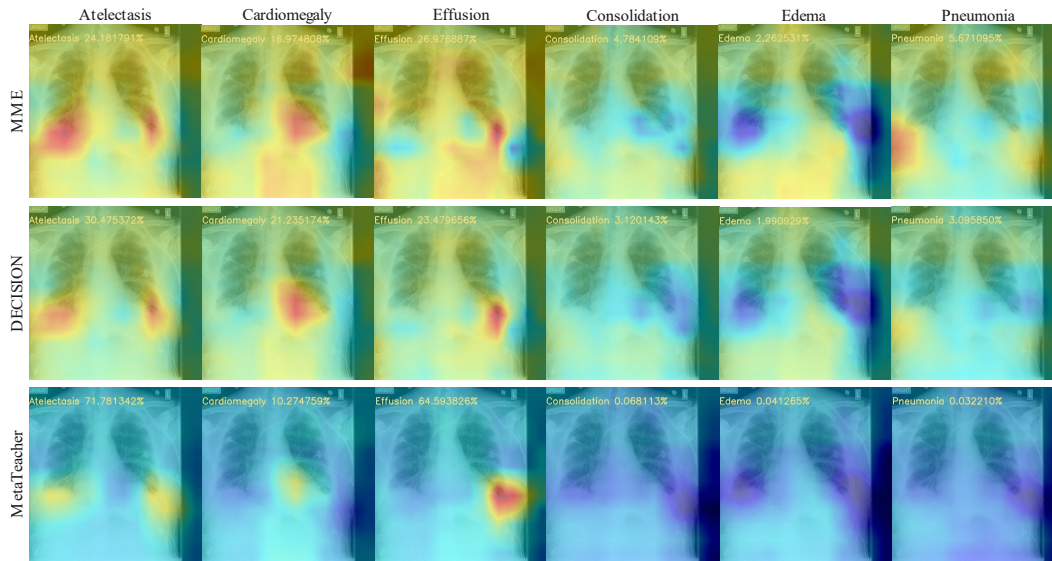 Atelectasis Cardiomegaly Effusion Consolidation Edema Pneumonia
MME
Atelectasis 24.181791% Cardiomegaly 16.974808% Effusion 26.976887% Consolidation 4.784109% Edema 2.262531% Pneumonia 5.671095%
DECISION
Atelectasis 30.475372% Cardiomegaly 21.235174% Effusion 23.479656% Consolidation 3.120143% Edema 1.990929% Pneumonia 3.095850%
MetaTeacher
Atelectasis 71.781342% Cardiomegaly 10.274759% Effusion 64.593826% Consolidation 0.068113% Edema 0.041265% Pneumonia 0.032210%